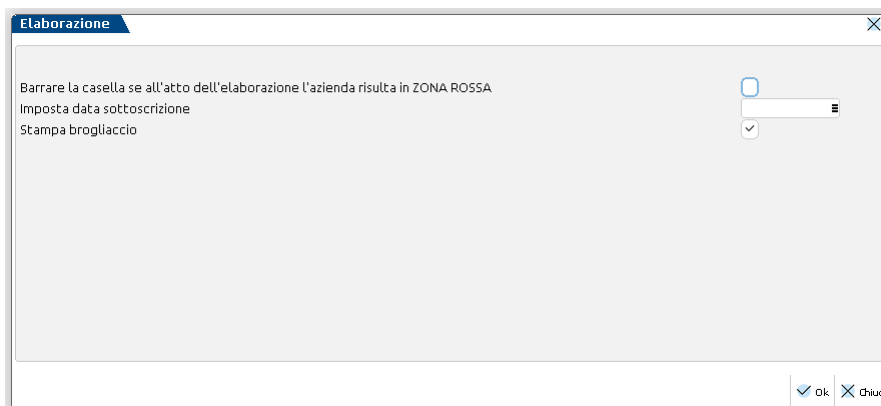 Elaborazione
Barrare la casella se all'atto dell'elaborazione l'azienda risulta in ZONA ROSSA
Imposta data sottoscrizione
Stampa brogliaccio
Ok Chiud